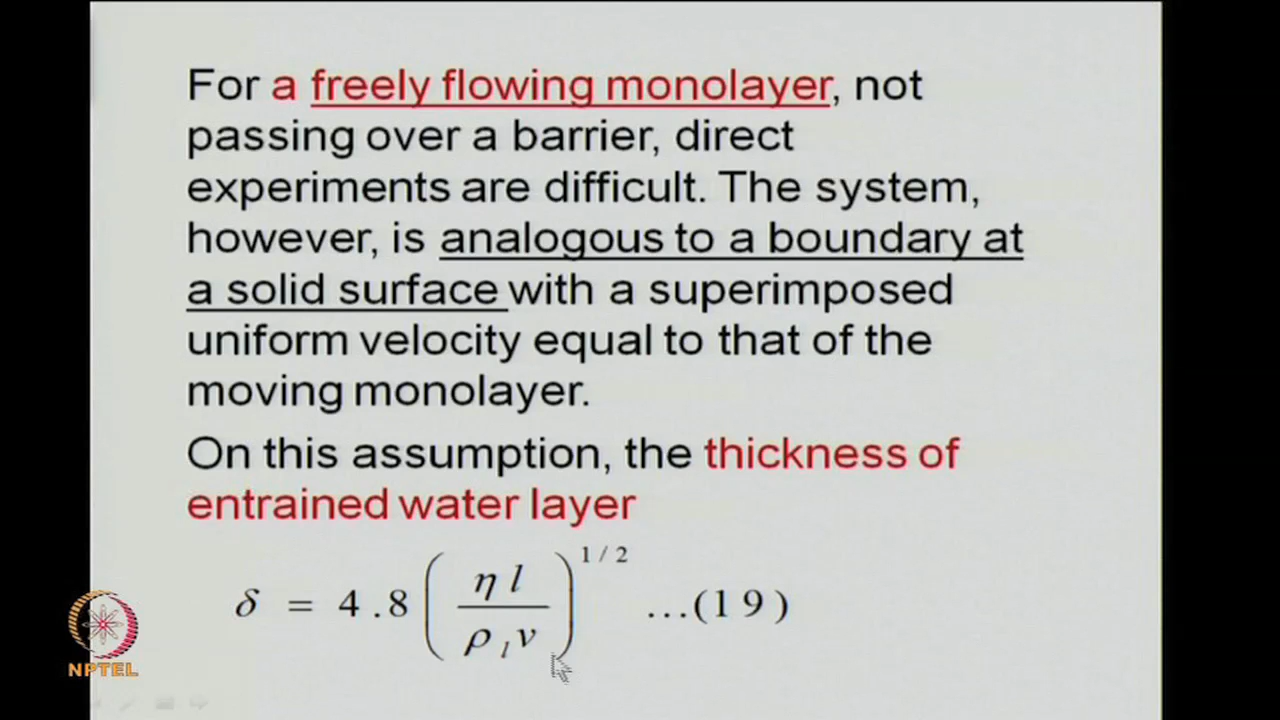 For a freely flowing monolayer, not
passing over a barrier, direct
experiments are difficult. The system,
however, is analogous to a boundary at
a solid surface with a superimposed
uniform velocity equal to that of the
moving monolayer.
On this assumption, the thickness of
entrained water layer
δ = 4.8 (η l / ρ_l v)^1/2 ...(19)
NPTEL